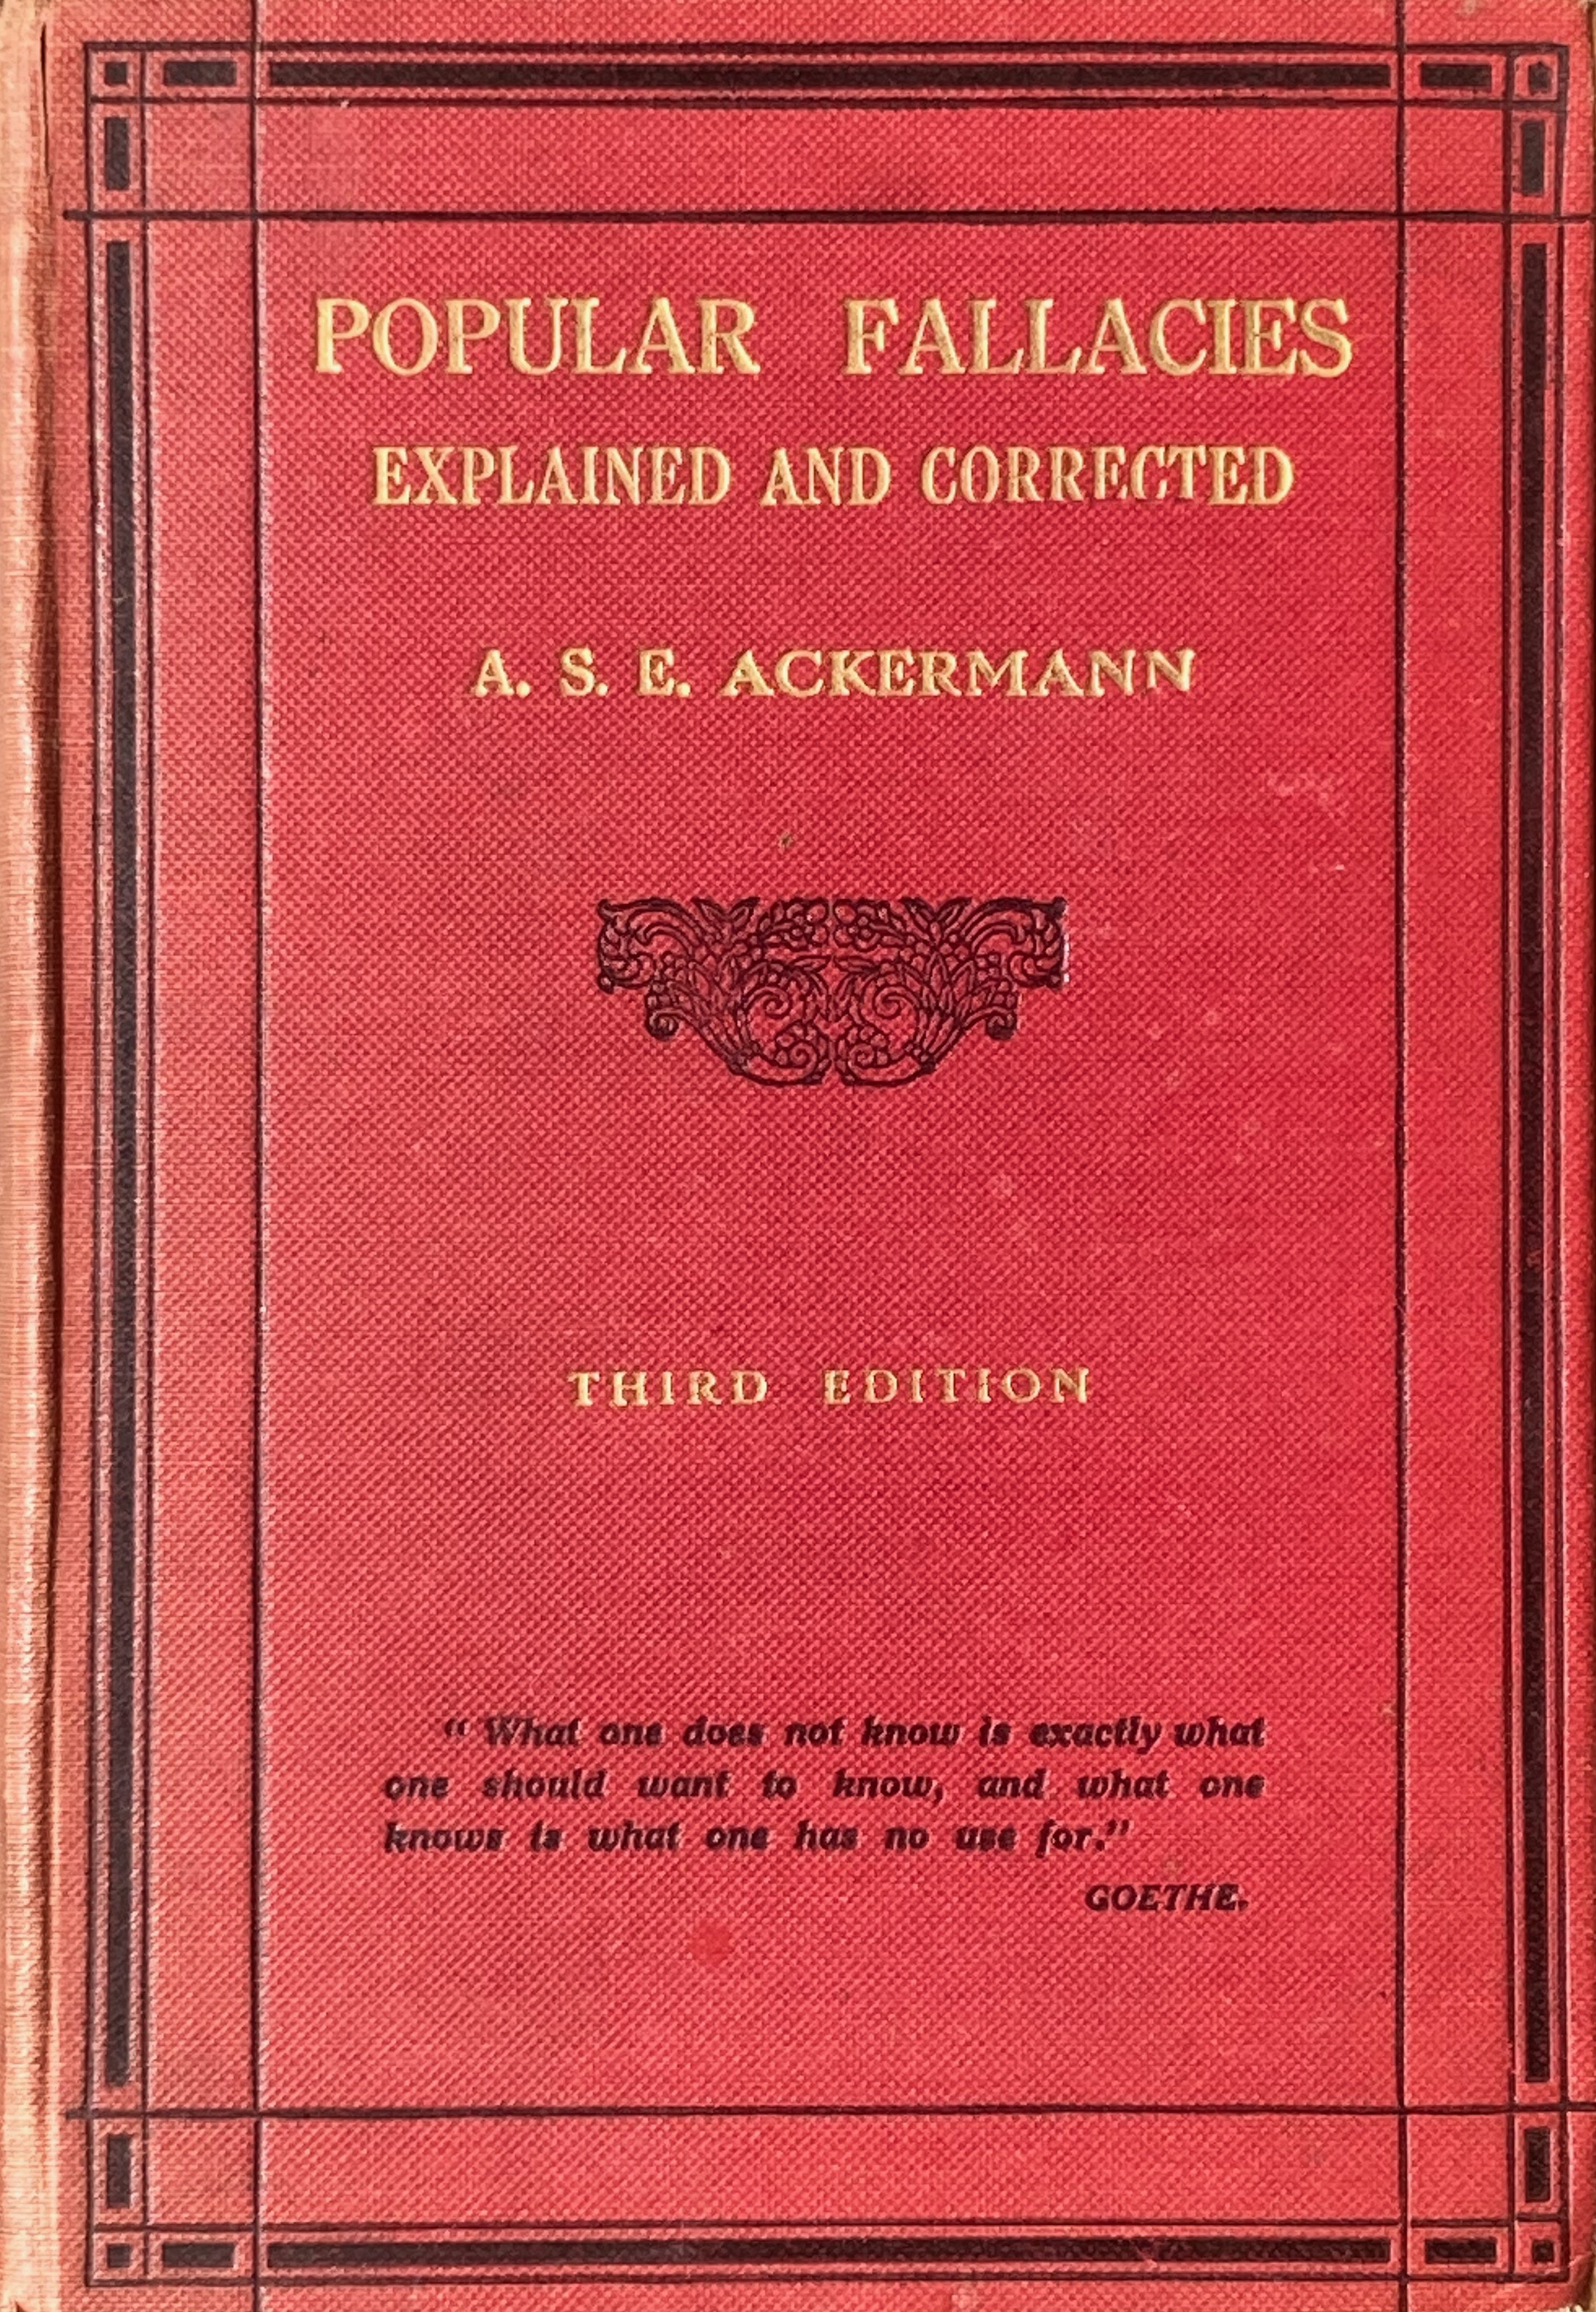 POPULAR FALLACIES
EXPLAINED AND CORRECTED
A. S. E. ACKERMANN
THIRD EDITION
" What one does not know is exactly what
one should want to know, and what one
knows is what one has no use for."
GOETHE.